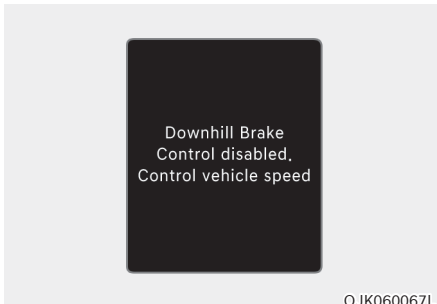 Downhill Brake
Control disabled.
Control vehicle speed
OJK060067L